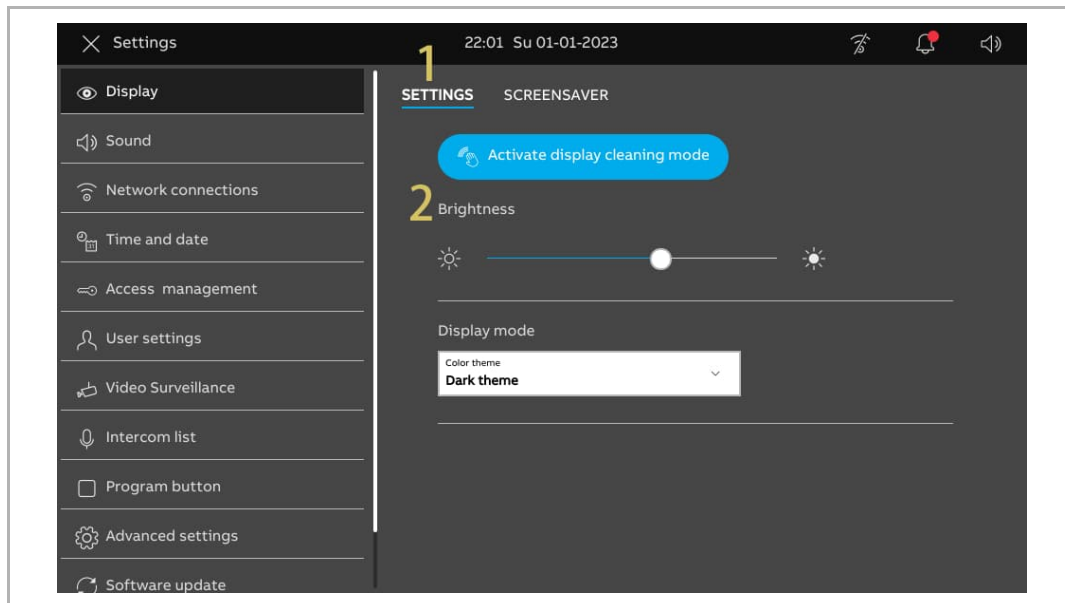 Settings
22:01 Su 01-01-2023
1
Display
SETTINGS SCREENSAVER
Sound
Activate display cleaning mode
Network connections
2
Brightness
31
Time and date
Access management
User settings
Display mode
Color theme
Dark theme
Video Surveillance
Intercom list
Program button
Advanced settings
Software update